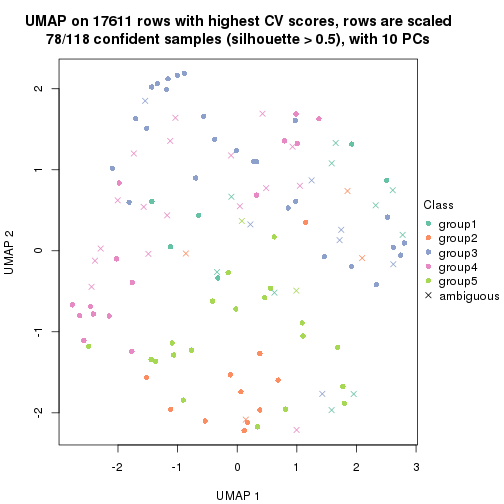 UMAP on 17611 rows with highest CV scores, rows are scaled
78/118 confident samples (silhouette > 0.5), with 10 PCs
2
1
0
-1
-2
UMAP 2
-2
-1
0
1
2
3
UMAP 1
Class
group1
group2
group3
group4
group5
ambiguous